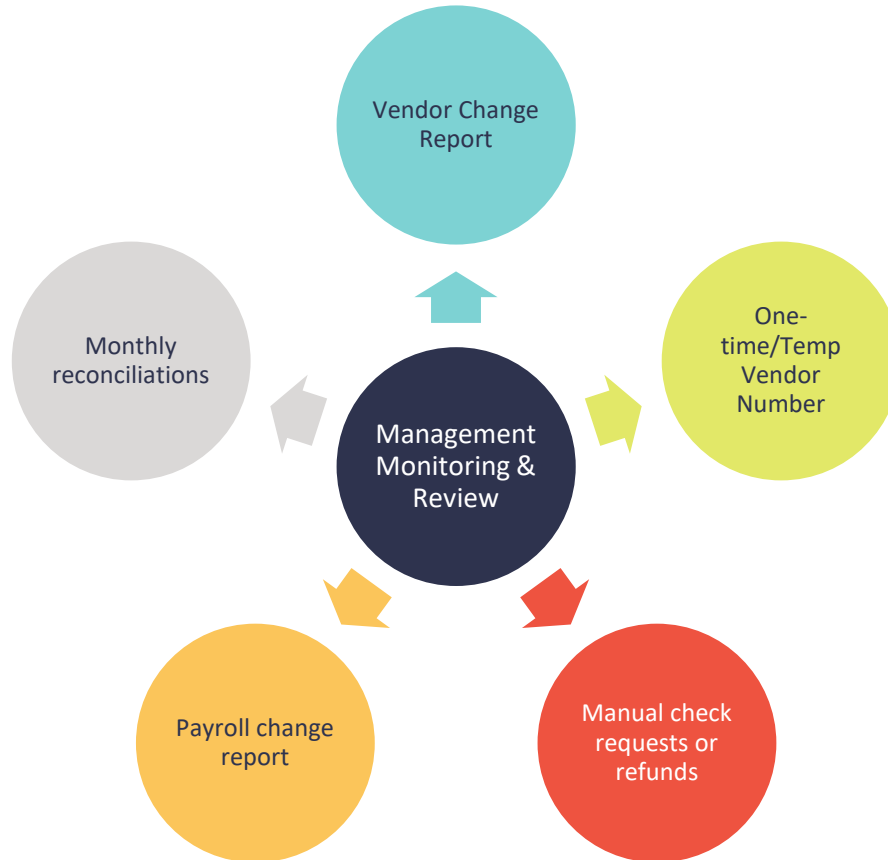 Vendor Change
Report
One-
time/Temp
Vendor
Number
Manual check
requests or
refunds
Payroll change
report
Monthly
reconciliations
Management
Monitoring &
Review